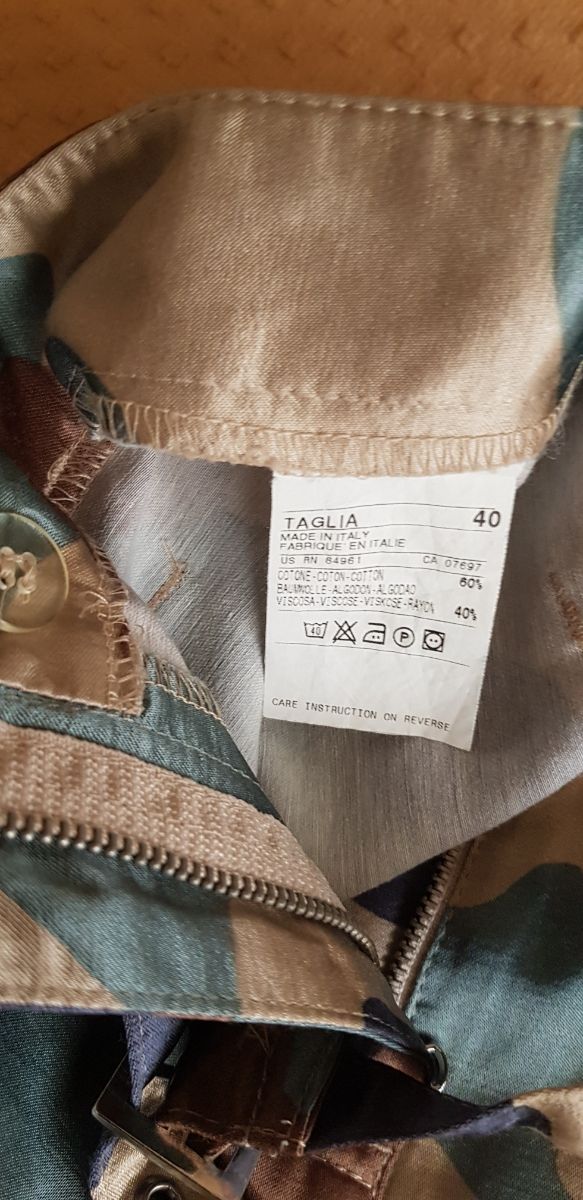 TAGLIA 40
MADE IN ITALY
FABRIQUE' EN ITALIE
US RN 84961 CA 07697
COTONE-COTON-COTTON 60%
BAUMWOLLE-ALGODON-ALGODAO
VISCOSA-VISCOSE-VISKOSE-RAYON 40%
40 P
CARE INSTRUCTION ON REVERSE